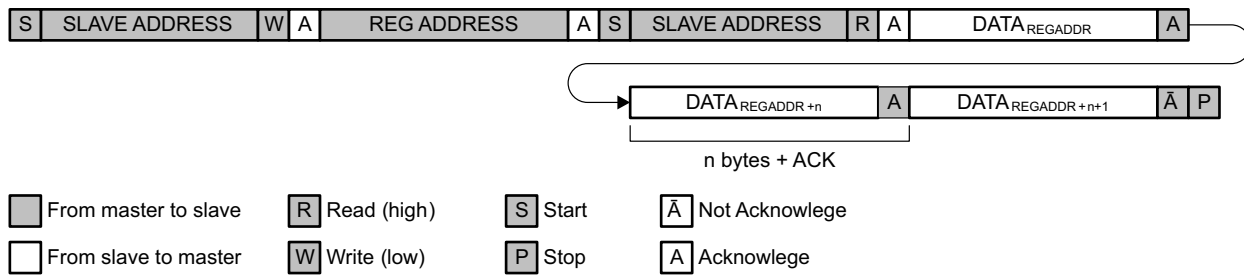 S SLAVE ADDRESS W A REG ADDRESS A S SLAVE ADDRESS R A DATA REGADDR A
DATA REGADDR +n A DATA REGADDR +n+1 Ā P
n bytes + ACK
From master to slave R Read (high) S Start Ā Not Acknowlege
From slave to master W Write (low) P Stop A Acknowlege